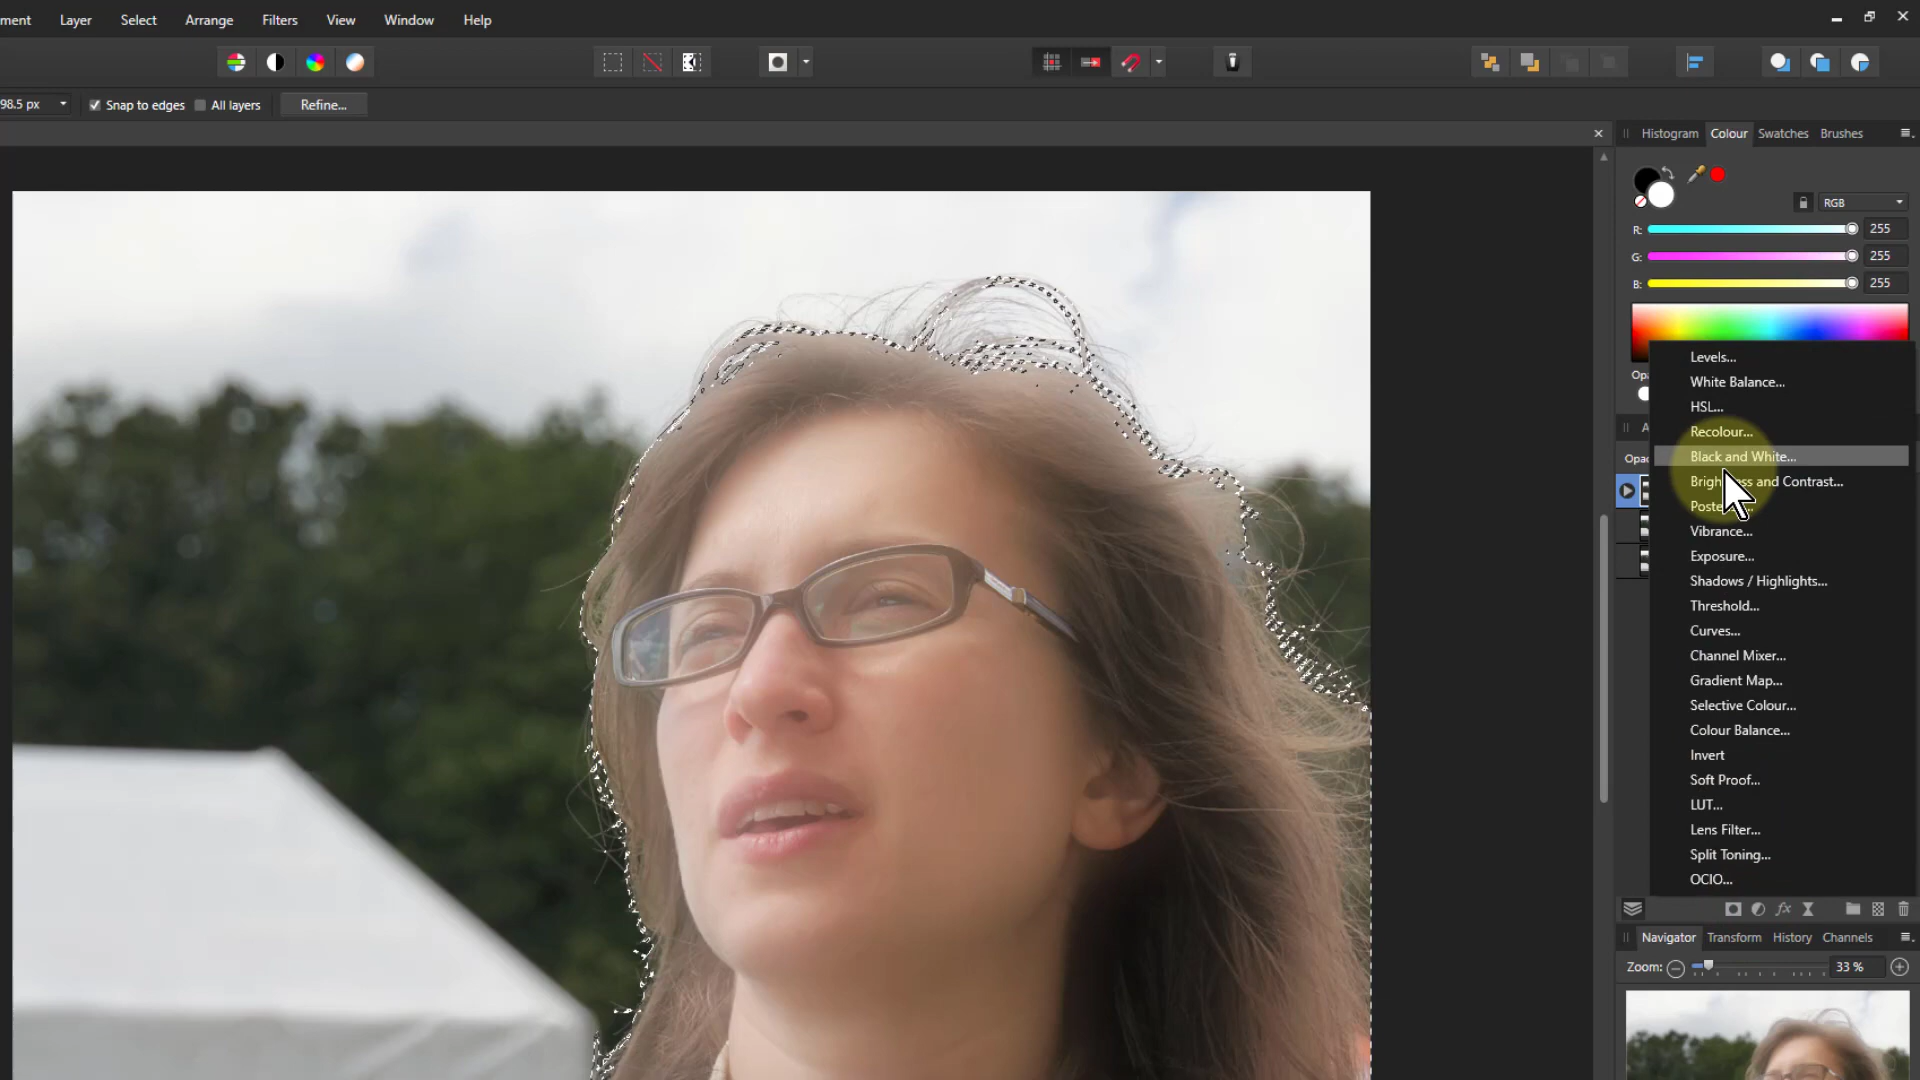 ment Layer Select Arrange Filters View Window Help
98.5 px Snap to edges All layers Refine...
Histogram Colour Swatches Brushes
RGB
R: 255
G: 255
B: 255
Levels...
White Balance...
HSL...
Recolour...
Black and White...
Brightness and Contrast...
Vibrance...
Exposure...
Shadows / Highlights...
Threshold...
Curves...
Channel Mixer...
Gradient Map...
Selective Colour...
Colour Balance...
Invert
Soft Proof...
LUT...
Lens Filter...
Split Toning...
OCIO...
fx
Navigator Transform History Channels
Zoom: 33 %